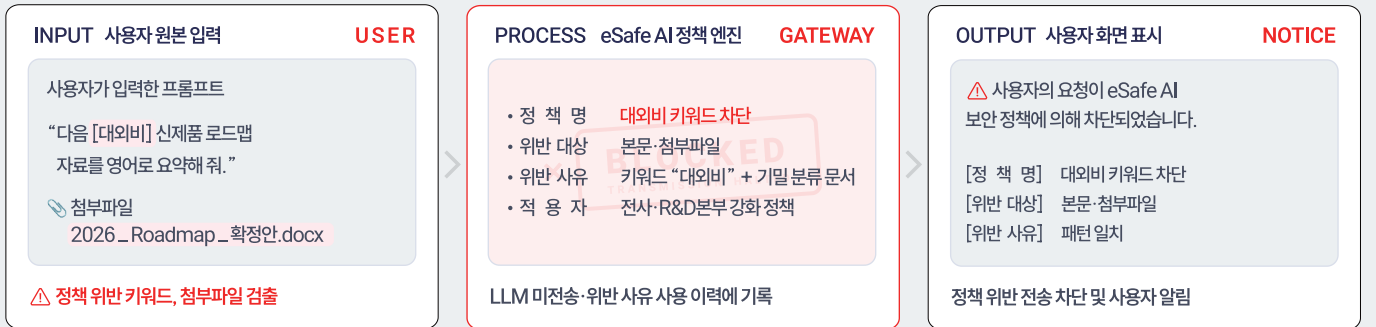 INPUT 사용자 원본 입력 USER
사용자가 입력한 프롬프트
“다음 [대외비] 신제품 로드맵
자료를 영어로 요약해 줘.”
첨부파일
2026_Roadmap_확정안.docx
정책 위반 키워드, 첨부파일 검출
PROCESS eSafe AI 정책 엔진 GATEWAY
• 정 책 명 대외비 키워드 차단
• 위반 대상 본문·첨부파일
BLOCKED
• 위반 사유 키워드 “대외비” + 기밀 분류 문서
• 적 용 자 전사·R&D본부 강화 정책
LLM 미전송·위반 사유 사용 이력에 기록
OUTPUT 사용자 화면 표시 NOTICE
사용자의 요청이 eSafe AI
보안 정책에 의해 차단되었습니다.
[정 책 명] 대외비 키워드 차단
[위반 대상] 본문·첨부파일
[위반 사유] 패턴 일치
정책 위반 전송 차단 및 사용자 알림